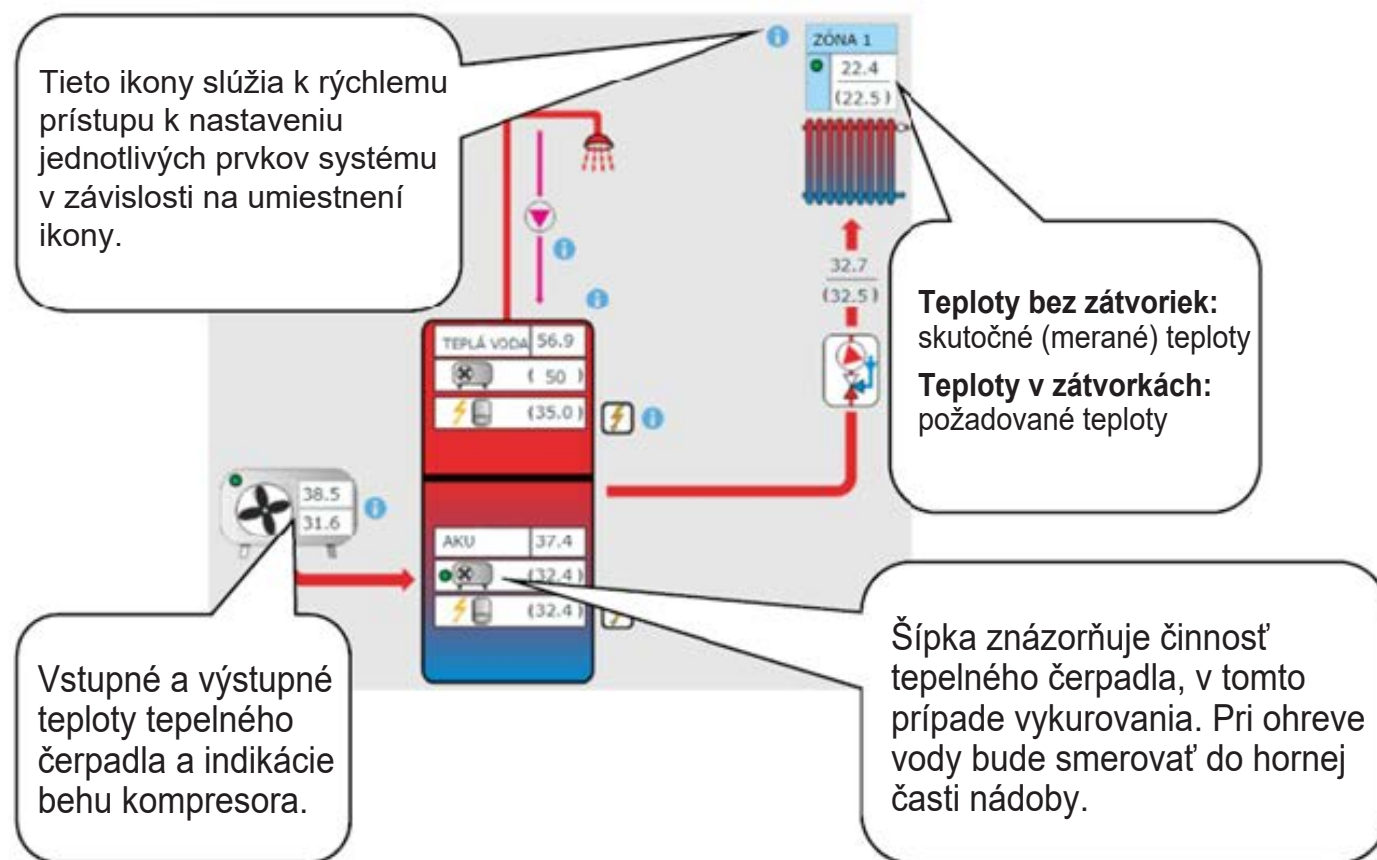 Tieto ikony slúžia k rýchlemu
prístupu k nastaveniu
jednotlivých prvkov systému
v závislosti na umiestnení
ikony.
ZÓNA 1
22.4
(22.5)
32.7
(32.5)
Teploty bez zátvoriek:
skutočné (merané) teploty
Teploty v zátvorkách:
požadované teploty
TEPLÁ VODA 56.9
( 50 )
(35.0)
38.5
31.6
AKU 37.4
(32.4)
(32.4)
Vstupné a výstupné
teploty tepelného
čerpadla a indikácie
behu kompresora.
Šípka znázorňuje činnosť
tepelného čerpadla, v tomto
prípade vykurovania. Pri ohreve
vody bude smerovať do hornej
časti nádoby.